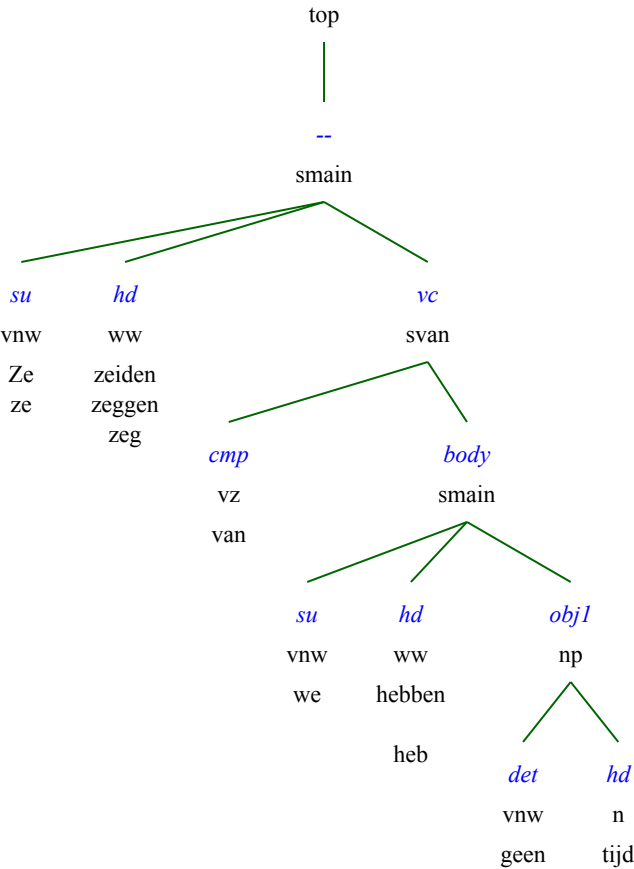 top
--
smain
su hd vc
vnw ww svan
Ze zeiden
ze zeggen
zeg
cmp body
vz smain
van
su hd obj1
vnw ww np
we hebben
heb
det hd
vnw n
geen tijd